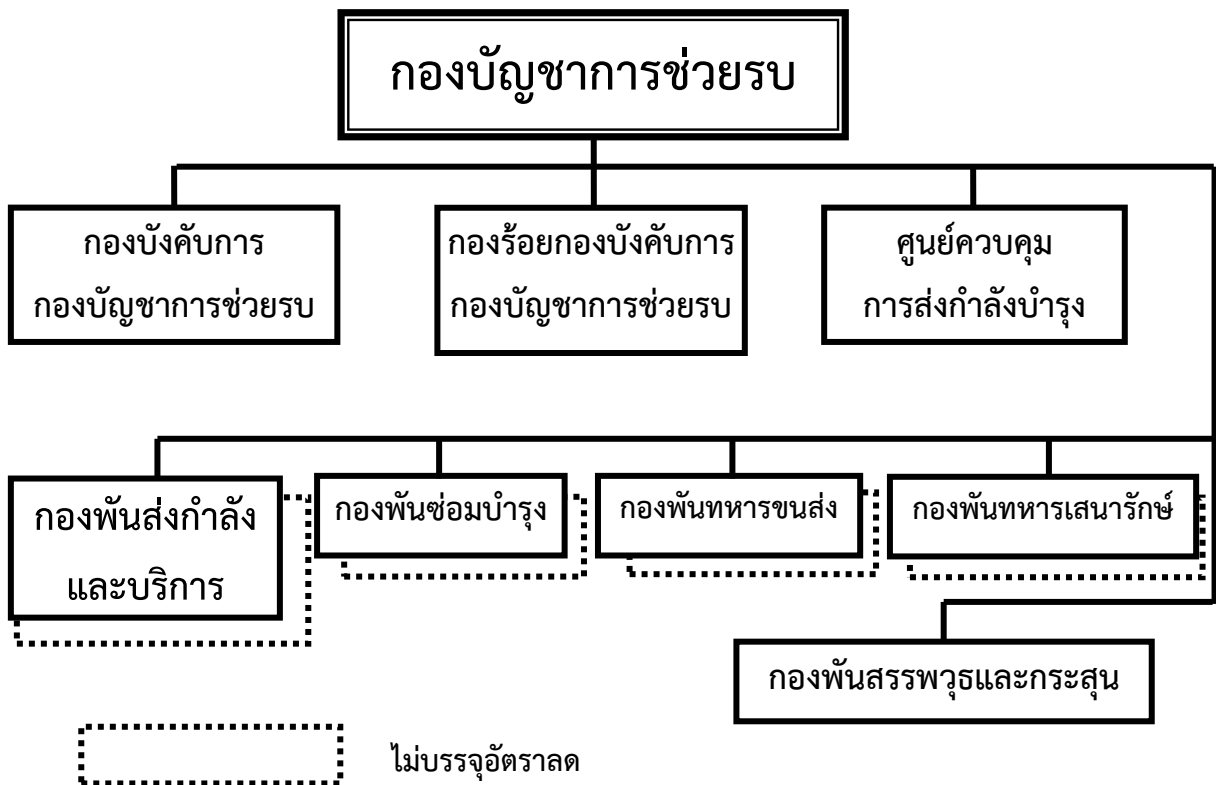 กองบัญชาการช่วยรบ
กองบังคับการ
กองบัญชาการช่วยรบ
กองร้อยกองบังคับการ
กองบัญชาการช่วยรบ
ศูนย์ควบคุม
การส่งกำลังบำรุง
กองพันส่งกำลัง
และบริการ
กองพันซ่อมบำรุง
กองพันทหารขนส่ง
กองพันทหารเสนารักษ์
กองพันสรรพวุธและกระสุน
ไม่บรรจุอัตราลด